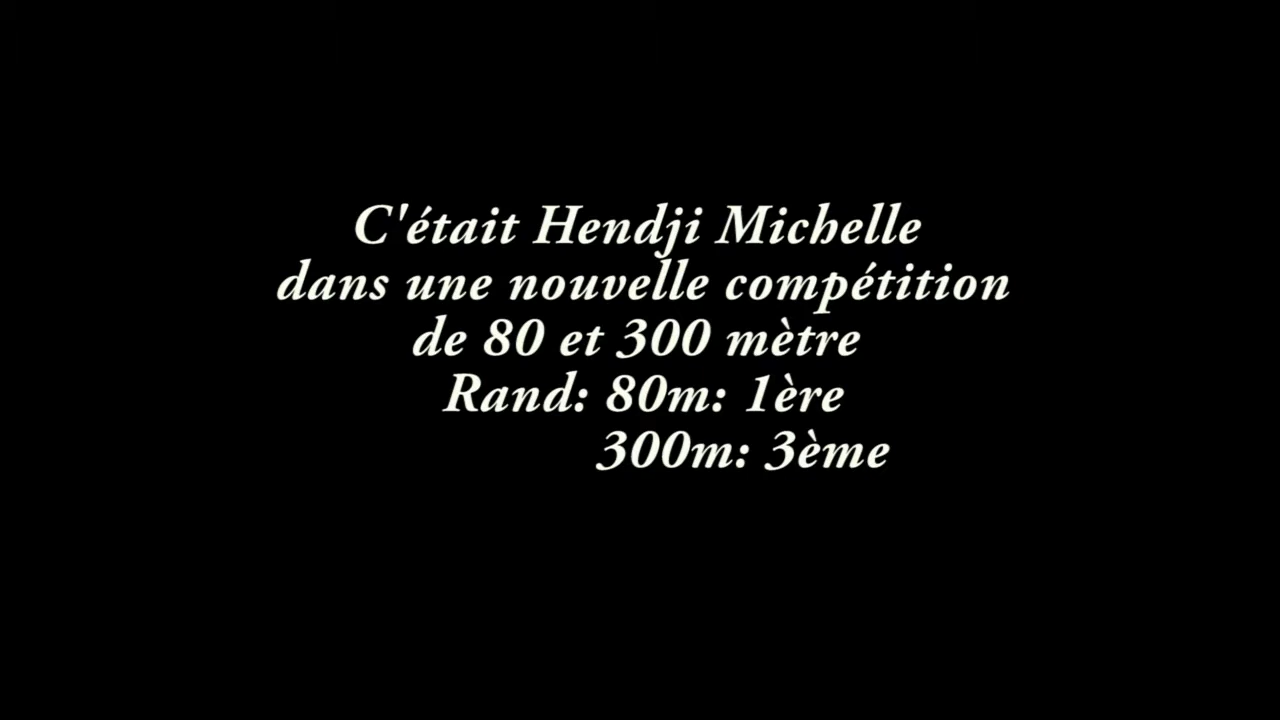 C'était Hendji Michelle
dans une nouvelle compétition
de 80 et 300 mètre
Rand: 80m: 1ère
300m: 3ème